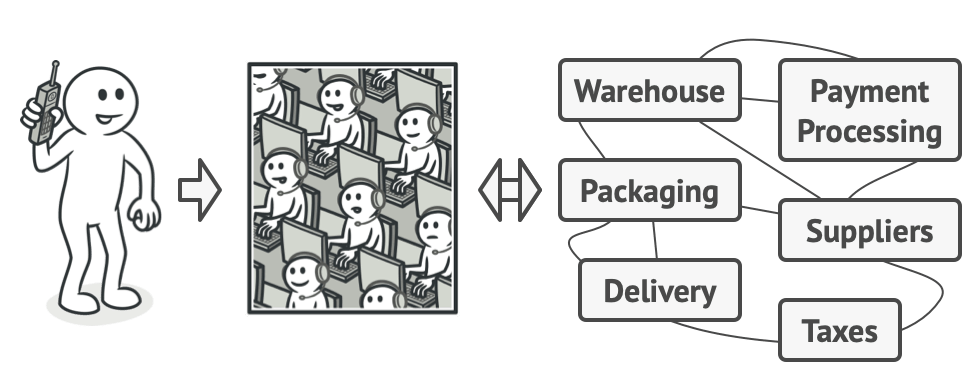 Warehouse
Payment
Processing
Packaging
Suppliers
Delivery
Taxes